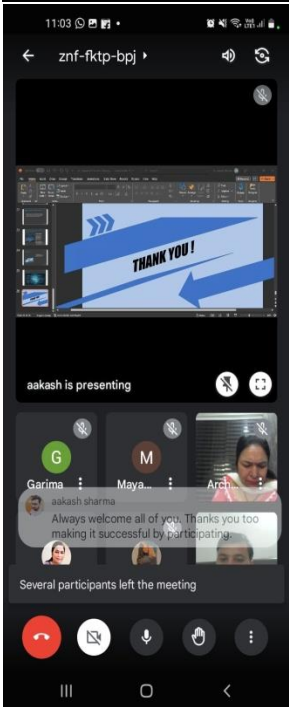 11:03
znf-fktp-bpj
THANK YOU !
aakash is presenting
G
M
Garima
Maya...
Arch...
aakash sharma
Always welcome all of you. Thanks you too
making it successful by participating.
Several participants left the meeting